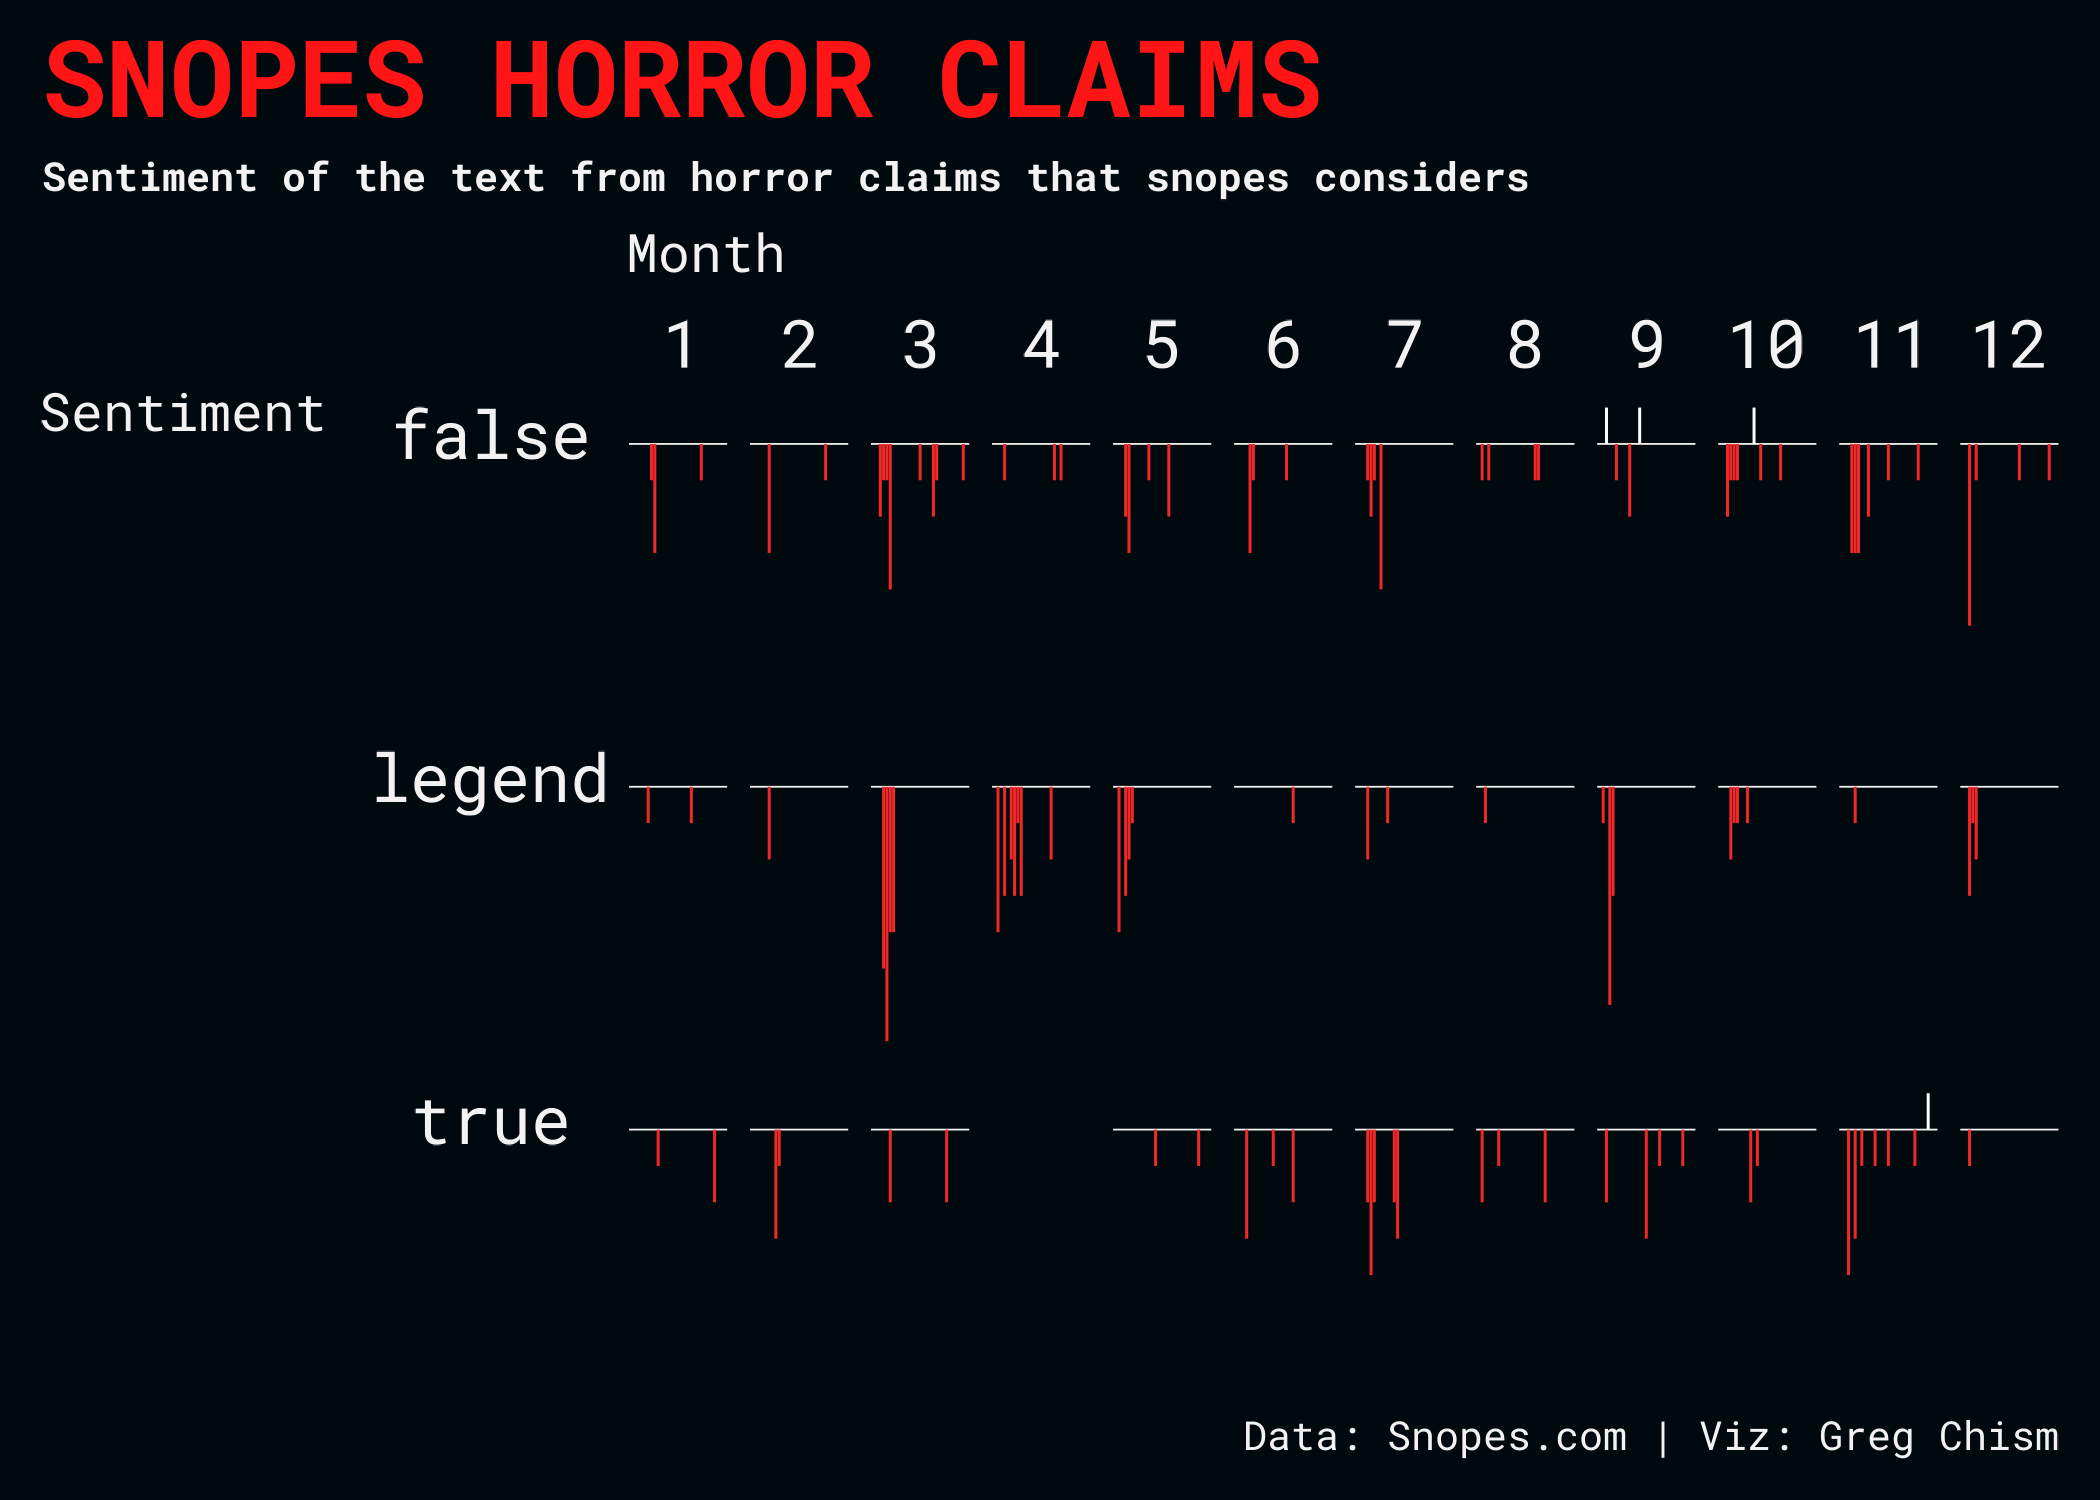 SNOPES HORROR CLAIMS
Sentiment of the text from horror claims that snopes considers
Month
1 2 3 4 5 6 7 8 9 10 11 12
Sentiment
false
legend
true
Data: Snopes.com | Viz: Greg Chism